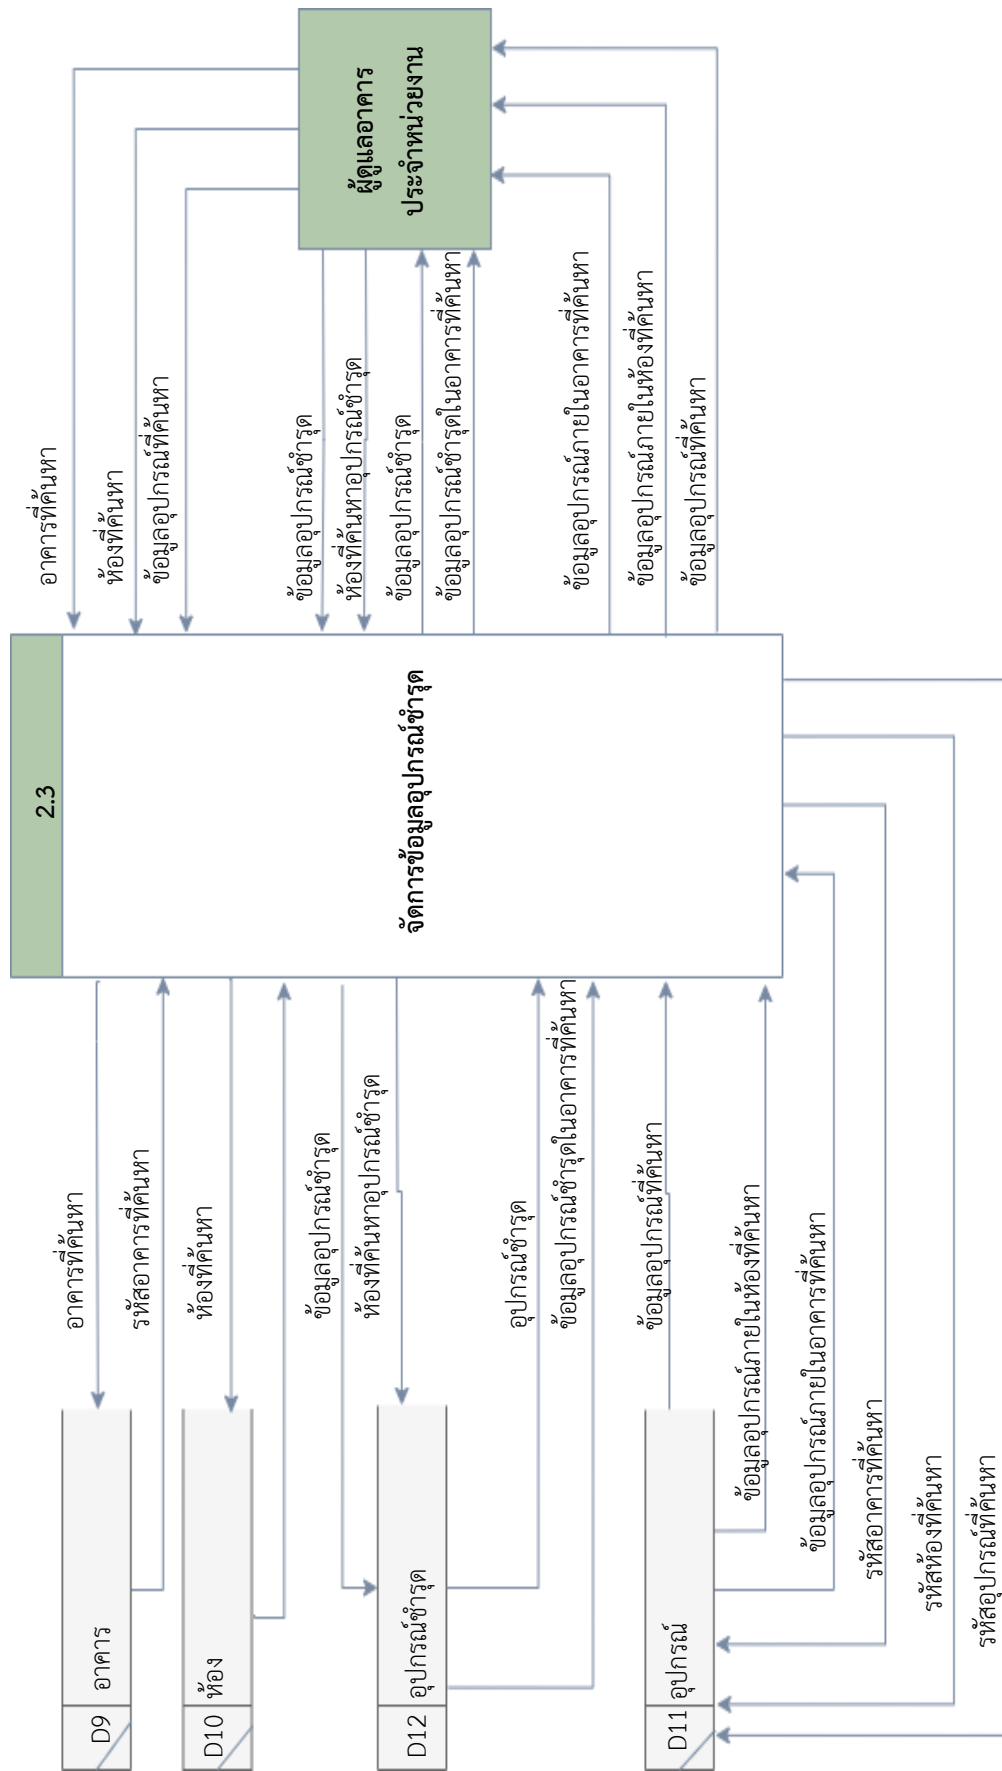 ผู้ดูแลอาคาร
ประจำหน่วยงาน
อาคารที่ค้นหา
ห้องที่ค้นหา
ข้อมูลอุปกรณ์ที่ค้นหา
ข้อมูลอุปกรณ์ชำรุด
ห้องที่ค้นหาอุปกรณ์ชำรุด
ข้อมูลอุปกรณ์ชำรุด
ข้อมูลอุปกรณ์ชำรุดในอาคารที่ค้นหา
ข้อมูลอุปกรณ์ภายในอาคารที่ค้นหา
ข้อมูลอุปกรณ์ภายในห้องที่ค้นหา
ข้อมูลอุปกรณ์ที่ค้นหา
2.3
จัดการข้อมูลอุปกรณ์ชำรุด
อาคารที่ค้นหา
รหัสอาคารที่ค้นหา
ห้องที่ค้นหา
ข้อมูลอุปกรณ์ชำรุด
ห้องที่ค้นหาอุปกรณ์ชำรุด
อุปกรณ์ชำรุด
ข้อมูลอุปกรณ์ชำรุดในอาคารที่ค้นหา
ข้อมูลอุปกรณ์ที่ค้นหา
ข้อมูลอุปกรณ์ภายในห้องที่ค้นหา
ข้อมูลอุปกรณ์ภายในอาคารที่ค้นหา
รหัสอาคารที่ค้นหา
รหัสห้องที่ค้นหา
รหัสอุปกรณ์ที่ค้นหา
D9 อาคาร
D10 ห้อง
D12 อุปกรณ์ชำรุด
D11 อุปกรณ์